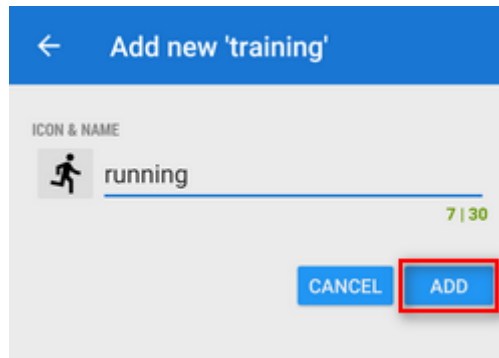 Add new 'training'
ICON & NAME
running
7 | 30
CANCEL ADD